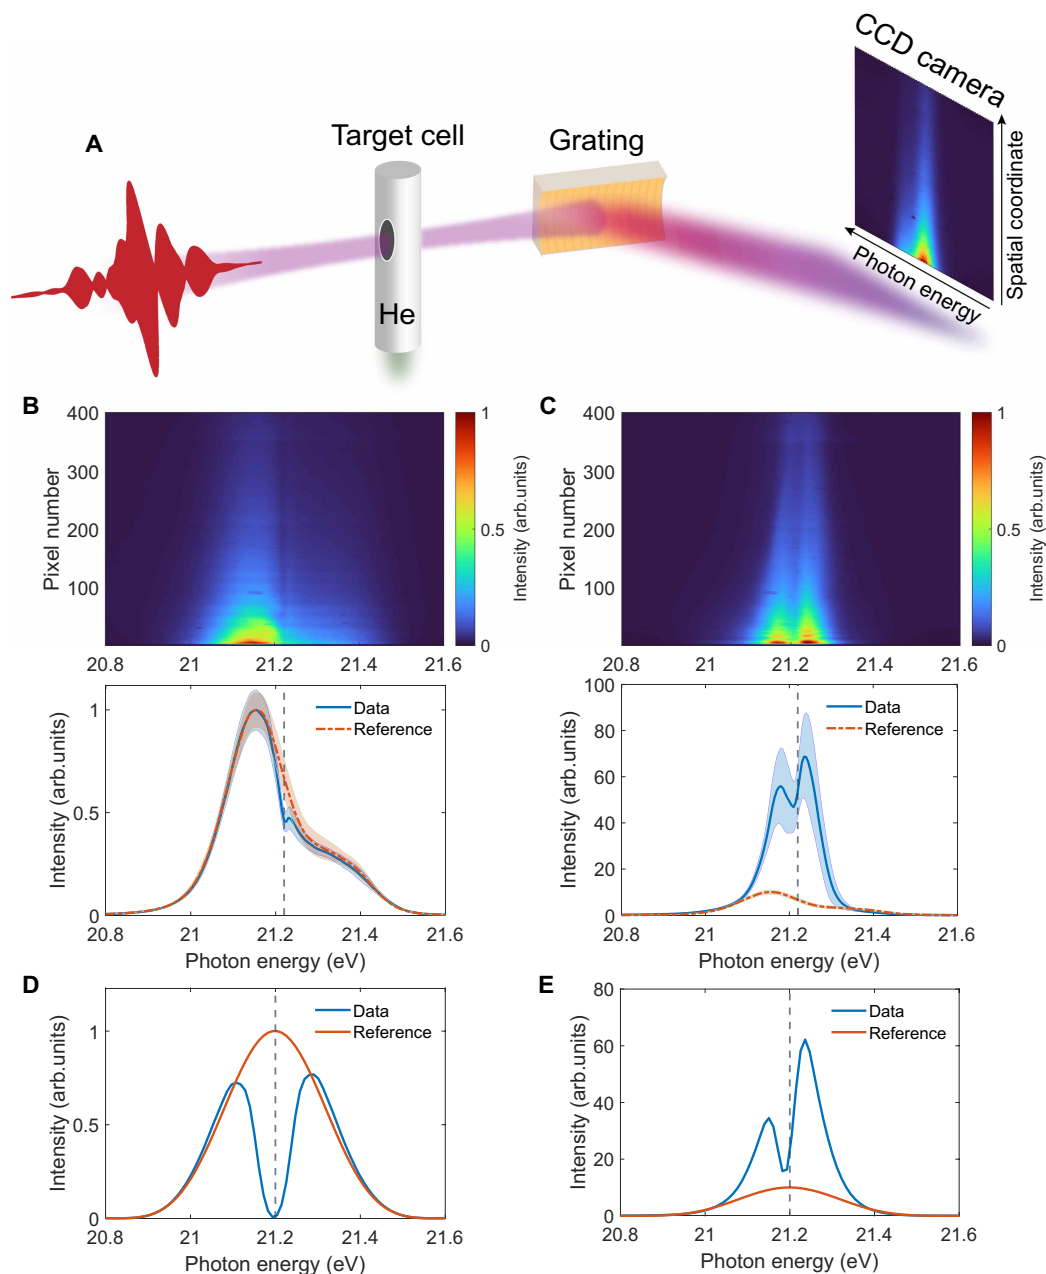 A
Target cell
Grating
CCD camera
Spatial coordinate
Photon energy
He
B
400
300
200
100
Pixel number
20.8 21 21.2 21.4 21.6
1
0.5
0
Intensity (arb.units)
C
400
300
200
100
Pixel number
20.8 21 21.2 21.4 21.6
1
0.5
0
Intensity (arb.units)
Data
Reference
1
0.5
0
Intensity (arb.units)
20.8 21 21.2 21.4 21.6
Photon energy (eV)
Data
Reference
100
80
60
40
20
0
Intensity (arb.units)
20.8 21 21.2 21.4 21.6
Photon energy (eV)
D
Data
Reference
1
0.5
0
Intensity (arb.units)
20.8 21 21.2 21.4 21.6
Photon energy (eV)
E
Data
Reference
80
60
40
20
0
Intensity (arb.units)
20.8 21 21.2 21.4 21.6
Photon energy (eV)